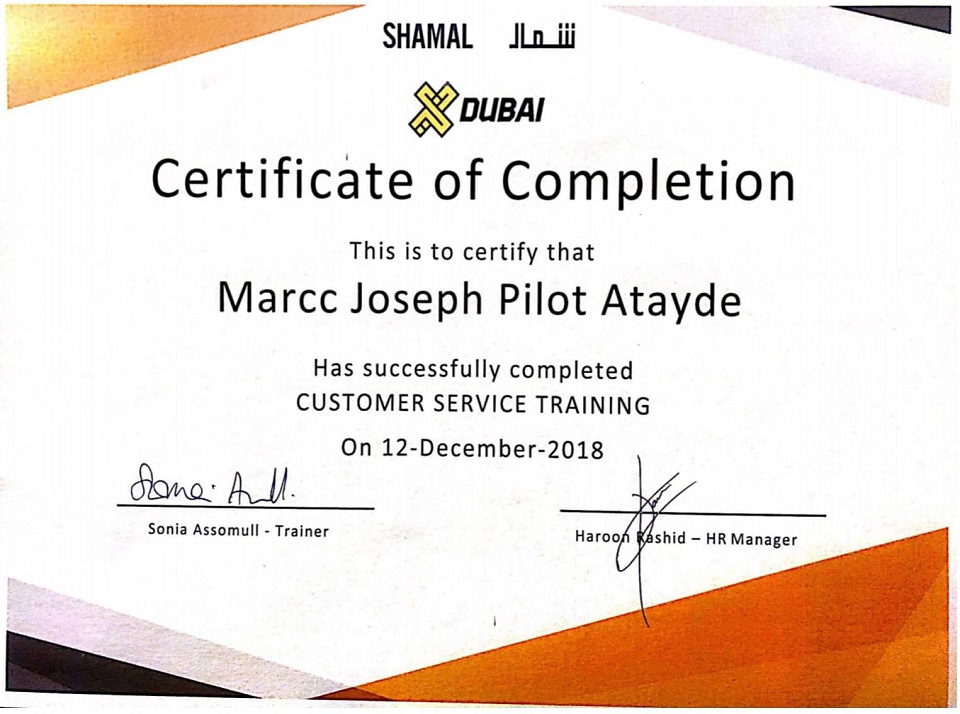 SHAMAL شمال
X DUBAI
Certificate of Completion
This is to certify that
Marcc Joseph Pilot Atayde
Has successfully completed
CUSTOMER SERVICE TRAINING
On 12-December-2018
Sonia Assomull - Trainer
Haroon Rashid – HR Manager